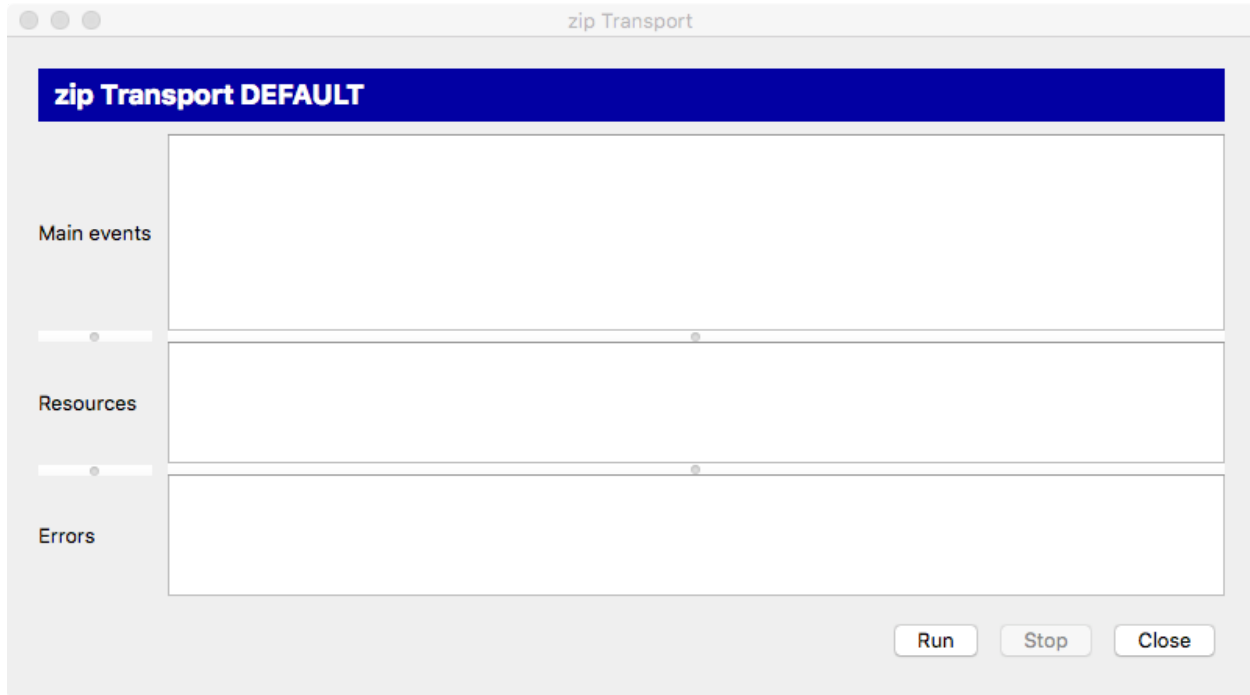 zip Transport
zip Transport DEFAULT
Main events
Resources
Errors
Run Stop Close